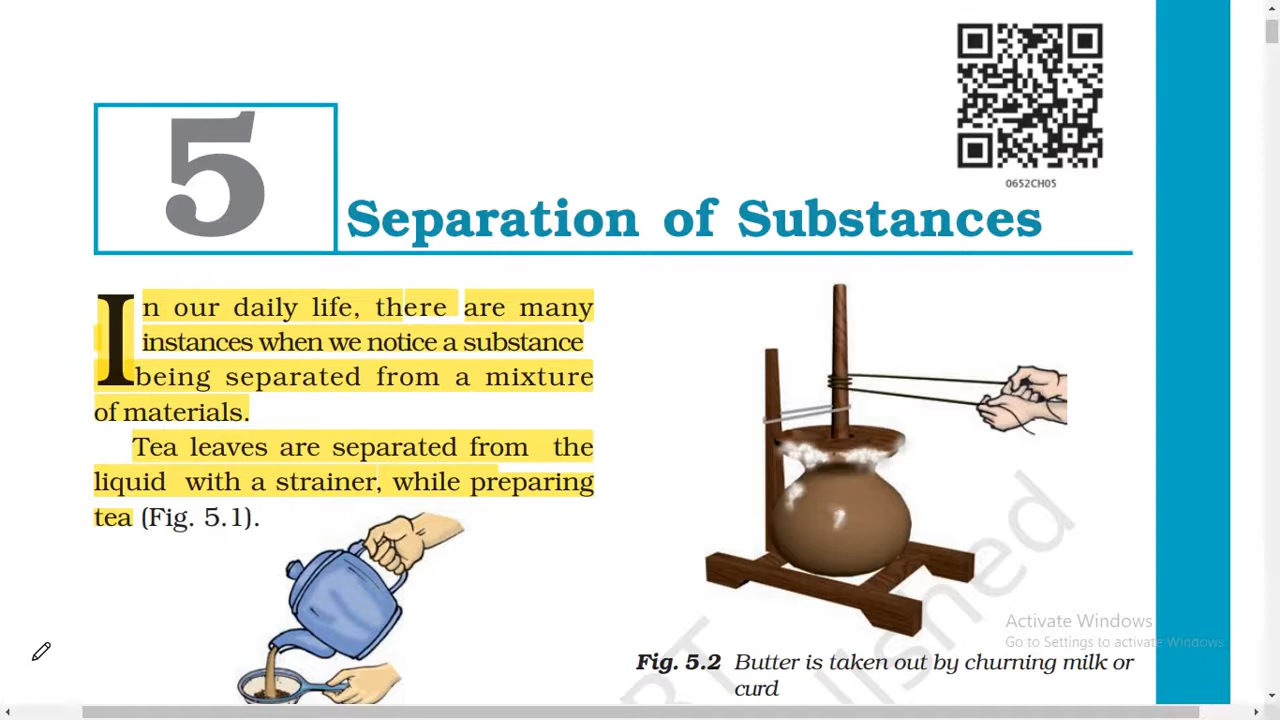 0652CH05
5
Separation of Substances
In our daily life, there are many
instances when we notice a substance
being separated from a mixture
of materials.
Tea leaves are separated from the
liquid with a strainer, while preparing
tea (Fig. 5.1).
Fig. 5.2 Butter is taken out by churning milk or
curd
Activate Windows
Go to Settings to activate Windows.